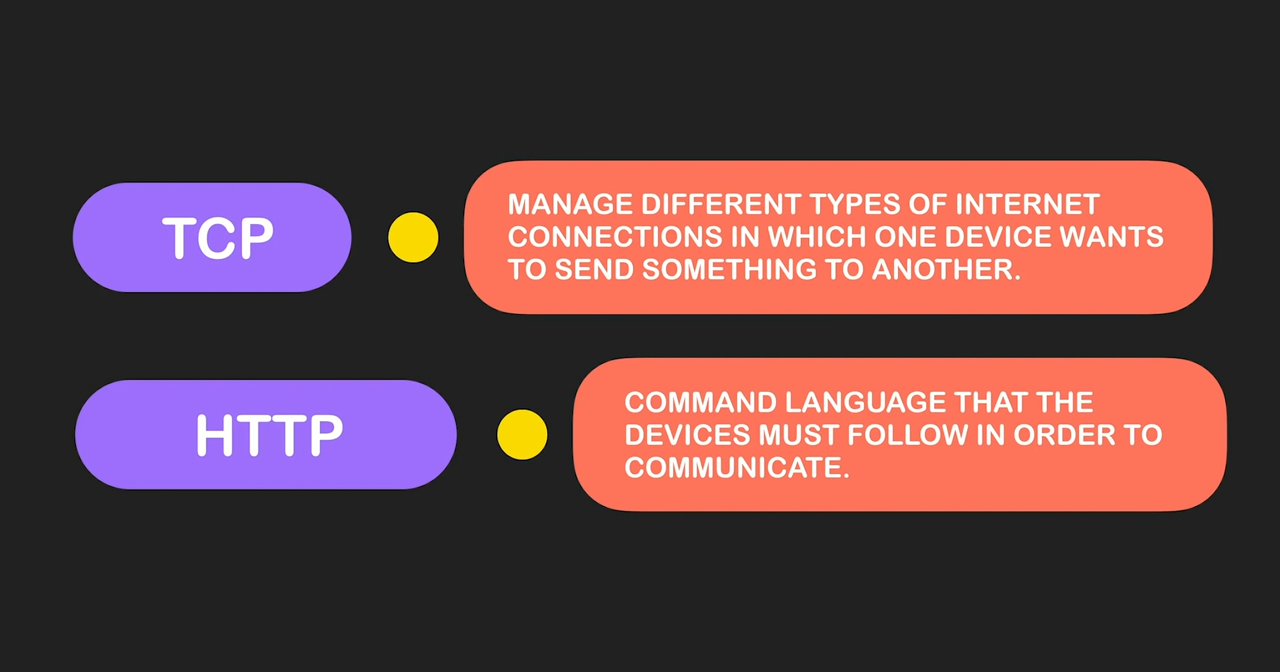 TCP
MANAGE DIFFERENT TYPES OF INTERNET
CONNECTIONS IN WHICH ONE DEVICE WANTS
TO SEND SOMETHING TO ANOTHER.
HTTP
COMMAND LANGUAGE THAT THE
DEVICES MUST FOLLOW IN ORDER TO
COMMUNICATE.